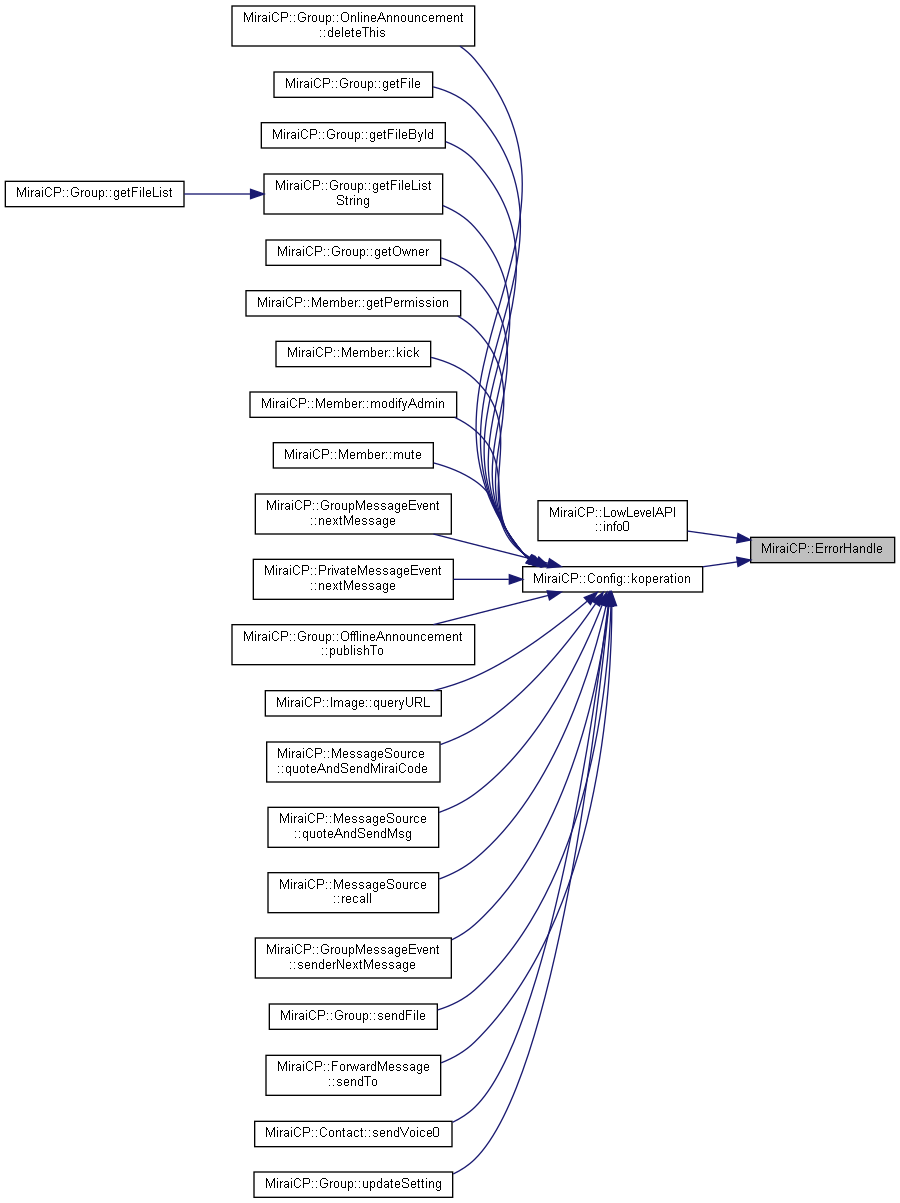 MiraiCP::Group::OnlineAnnouncement
::deleteThis
MiraiCP::Group::getFile
MiraiCP::Group::getFileById
MiraiCP::Group::getFileList
MiraiCP::Group::getFileList
String
MiraiCP::Group::getOwner
MiraiCP::Member::getPermission
MiraiCP::Member::kick
MiraiCP::Member::modifyAdmin
MiraiCP::Member::mute
MiraiCP::GroupMessageEvent
::nextMessage
MiraiCP::PrivateMessageEvent
::nextMessage
MiraiCP::Group::OfflineAnnouncement
::publishTo
MiraiCP::Image::queryURL
MiraiCP::MessageSource
::quoteAndSendMiraiCode
MiraiCP::MessageSource
::quoteAndSendMsg
MiraiCP::MessageSource
::recall
MiraiCP::GroupMessageEvent
::senderNextMessage
MiraiCP::Group::sendFile
MiraiCP::ForwardMessage
::sendTo
MiraiCP::Contact::sendVoice0
MiraiCP::Group::updateSetting
MiraiCP::LowLevelAPI
::info0
MiraiCP::Config::koperation
MiraiCP::ErrorHandle